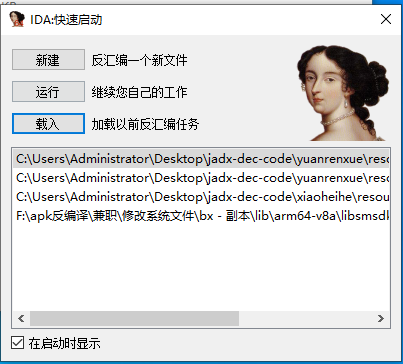 IDA:快速启动
新建 反汇编一个新文件
运行 继续您自己的工作
载入 加载以前反汇编任务
C:\Users\Administrator\Desktop\jadx-dec-code\yuanrenxue\reso
C:\Users\Administrator\Desktop\jadx-dec-code\yuanrenxue\reso
C:\Users\Administrator\Desktop\jadx-dec-code\xiaoheihe\resou
F:\apk反编译\兼职\修改系统文件\bx - 副本\lib\arm64-v8a\libsmsdk
在启动时显示